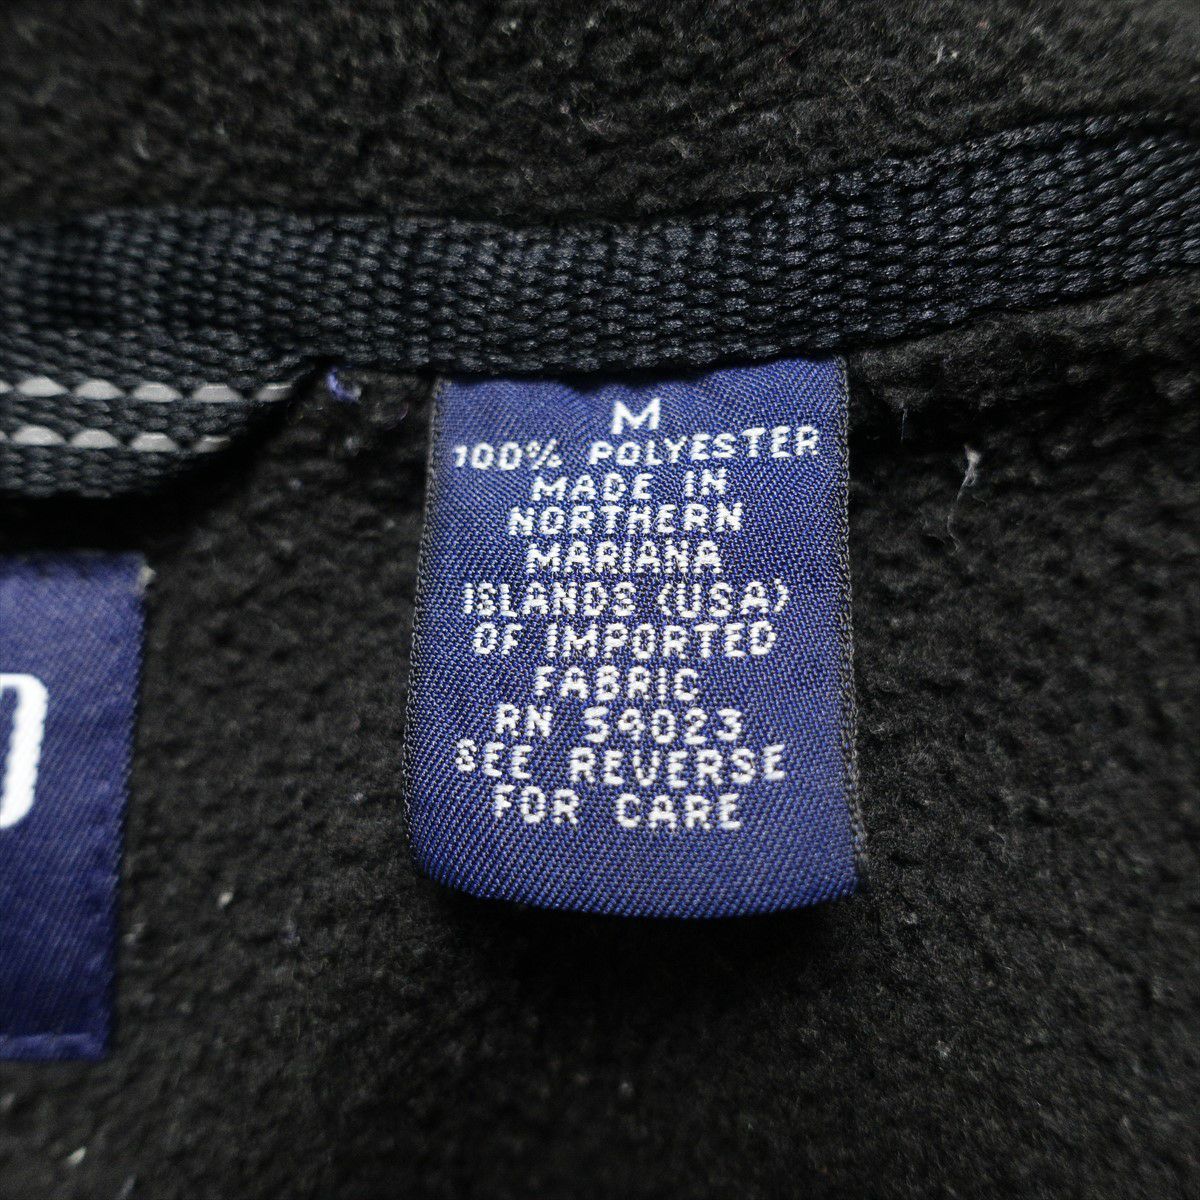 M
100% POLYESTER
MADE IN
NORTHERN
MARIANA
ISLANDS (USA)
OF IMPORTED
FABRIC
RN 54023
SEE REVERSE
FOR CARE